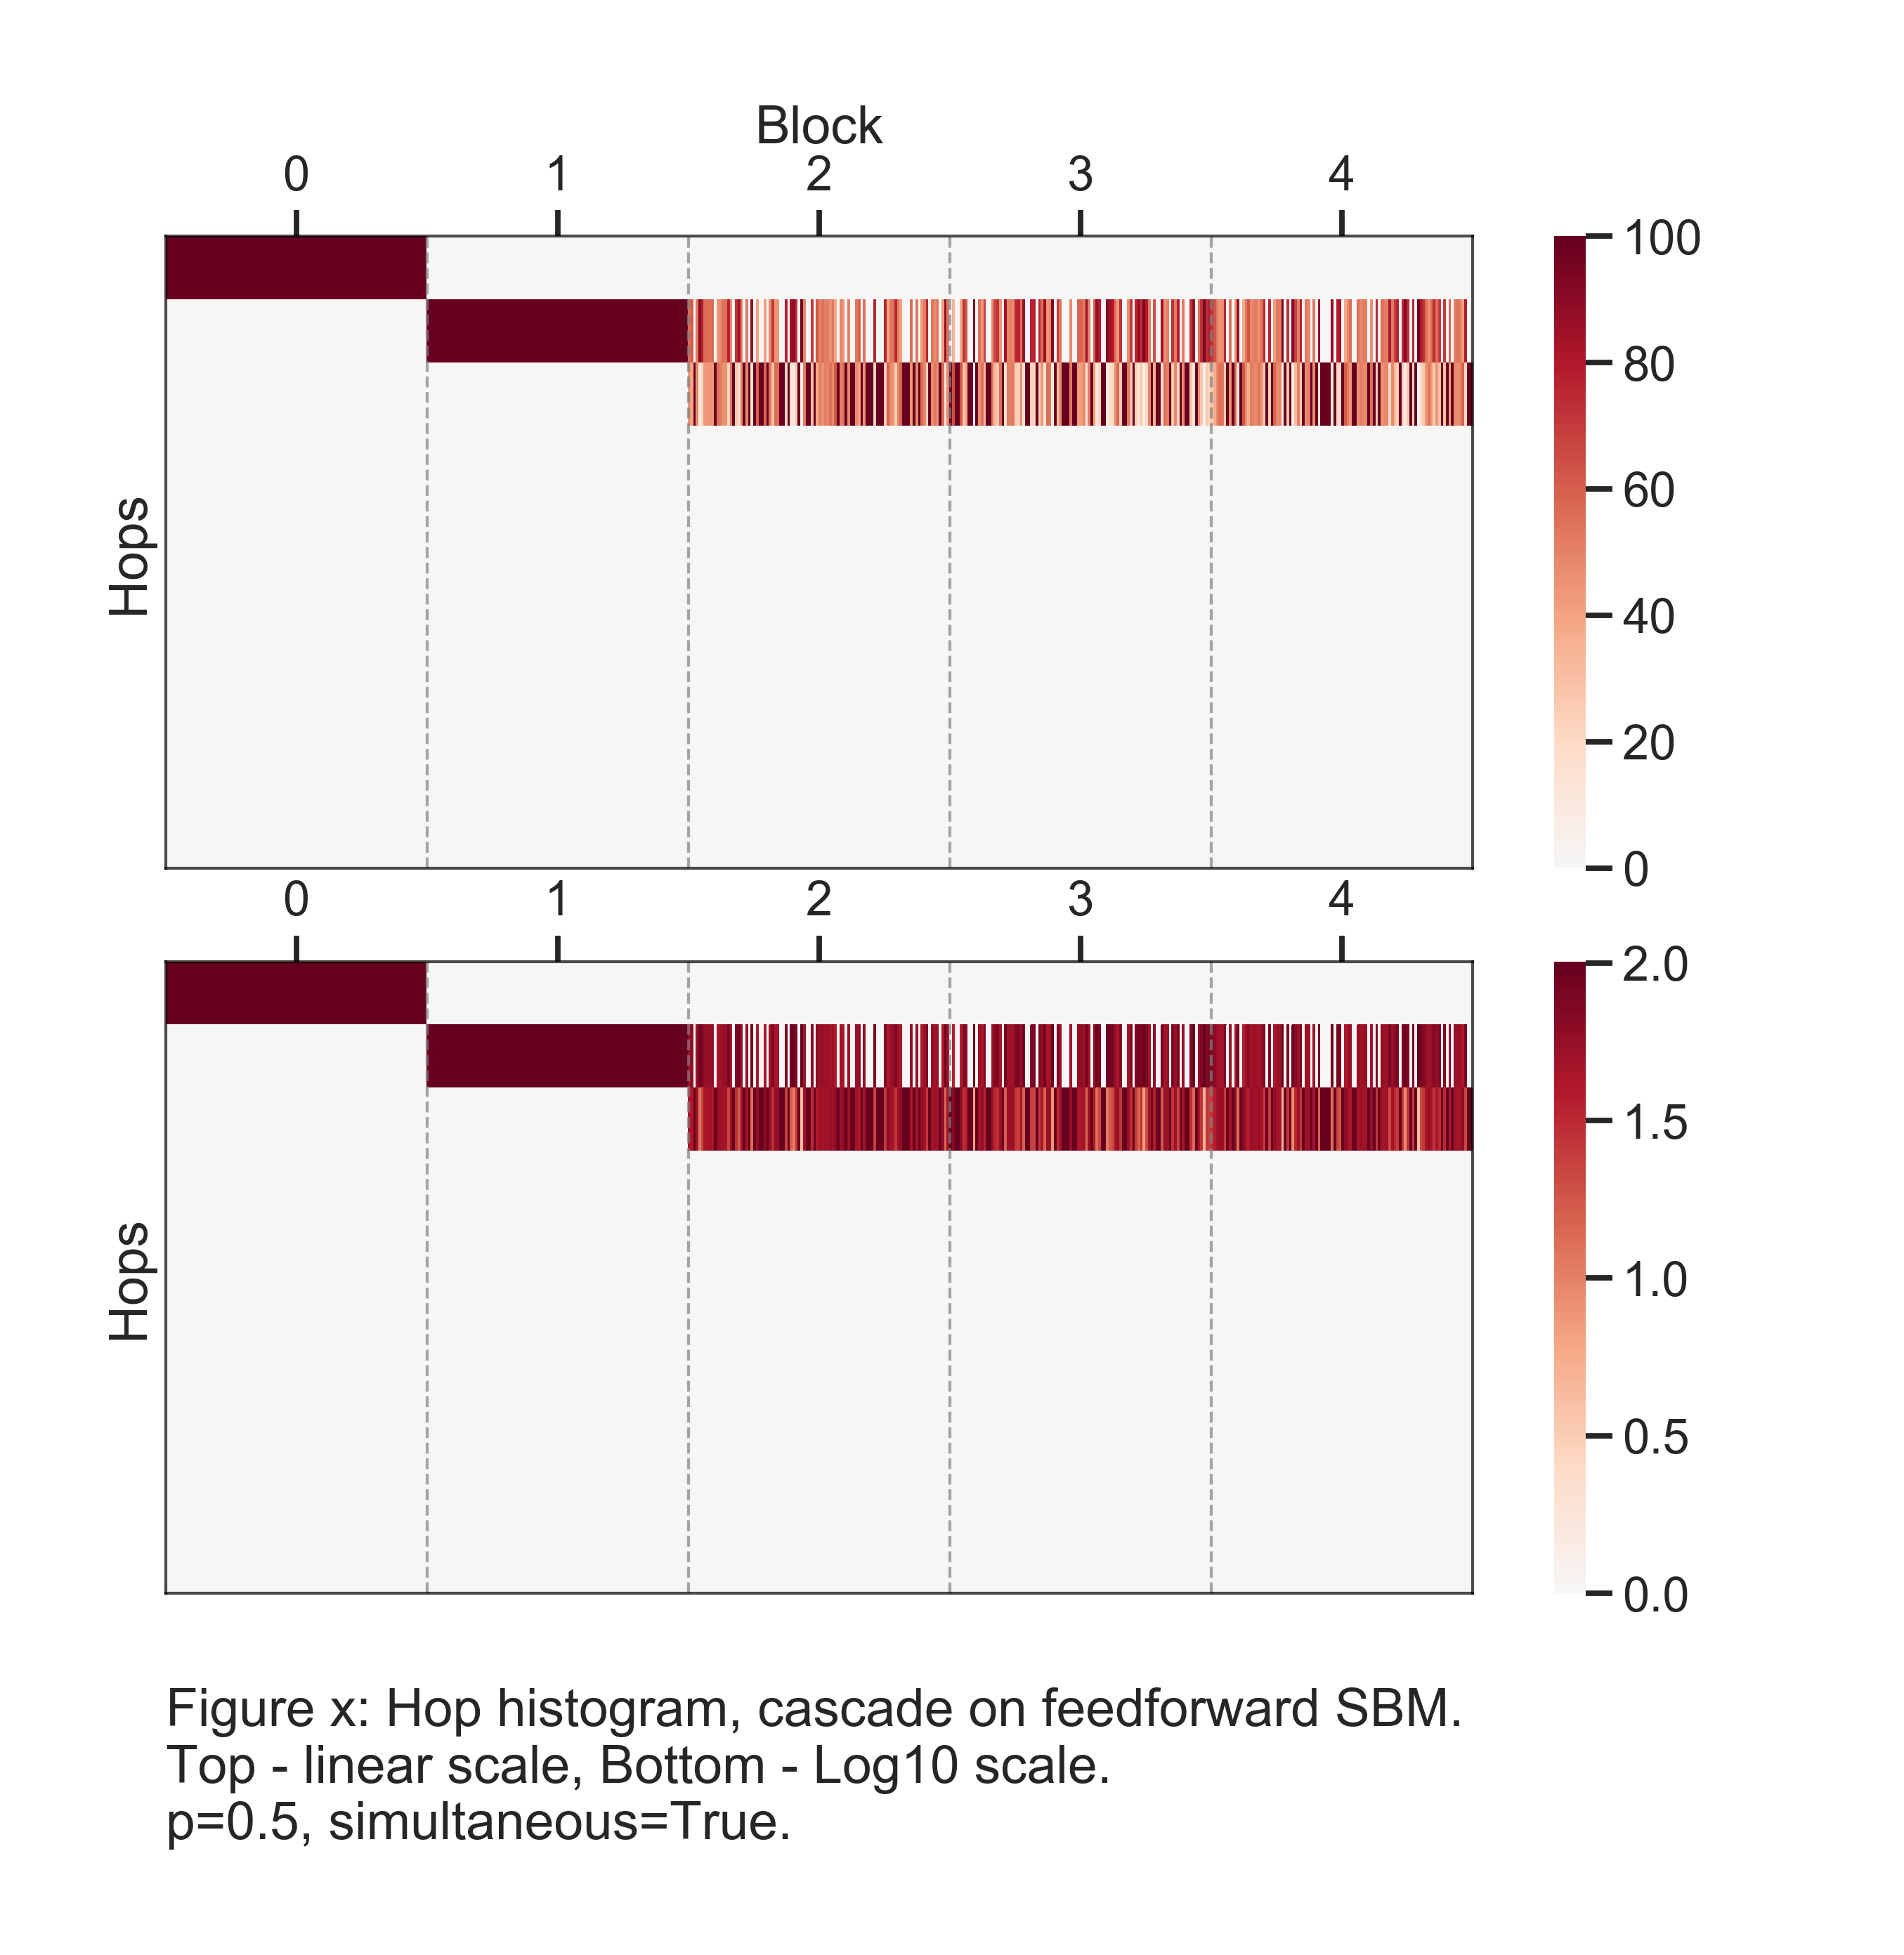 Block
0 1 2 3 4
Hops
100
80
60
40
20
0
0 1 2 3 4
Hops
2.0
1.5
1.0
0.5
0.0
Figure x: Hop histogram, cascade on feedforward SBM.
Top - linear scale, Bottom - Log10 scale.
p=0.5, simultaneous=True.